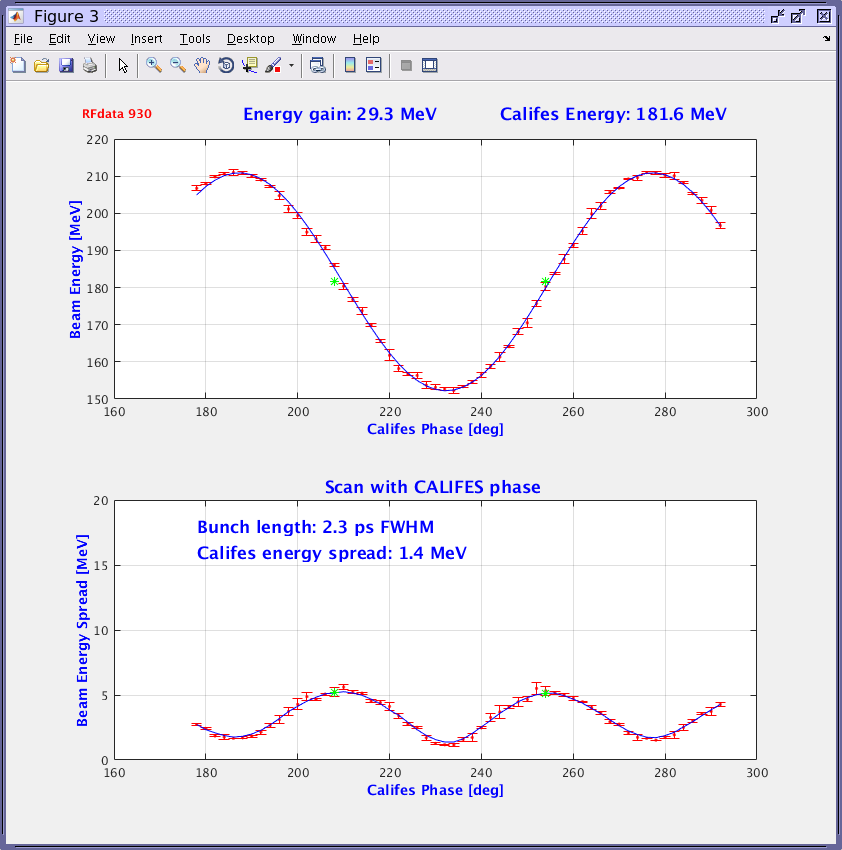 Figure 3
File Edit View Insert Tools Desktop Window Help
RFdata 930
Energy gain: 29.3 MeV
Califes Energy: 181.6 MeV
220
210
200
190
180
170
160
150
Beam Energy [MeV]
160 180 200 220 240 260 280 300
Califes Phase [deg]
Scan with CALIFES phase
Bunch length: 2.3 ps FWHM
Califes energy spread: 1.4 MeV
20
15
10
5
0
Beam Energy Spread [MeV]
160 180 200 220 240 260 280 300
Califes Phase [deg]